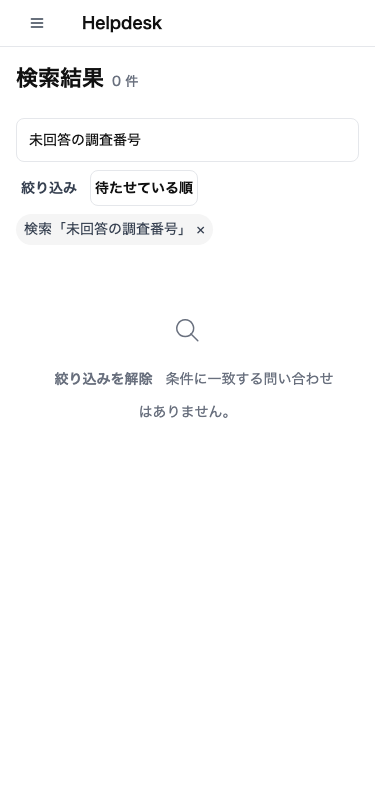 Helpdesk
検索結果 0 件
未回答の調査番号
絞り込み 待たせている順
検索「未回答の調査番号」 ×
絞り込みを解除 条件に一致する問い合わせ
はありません。